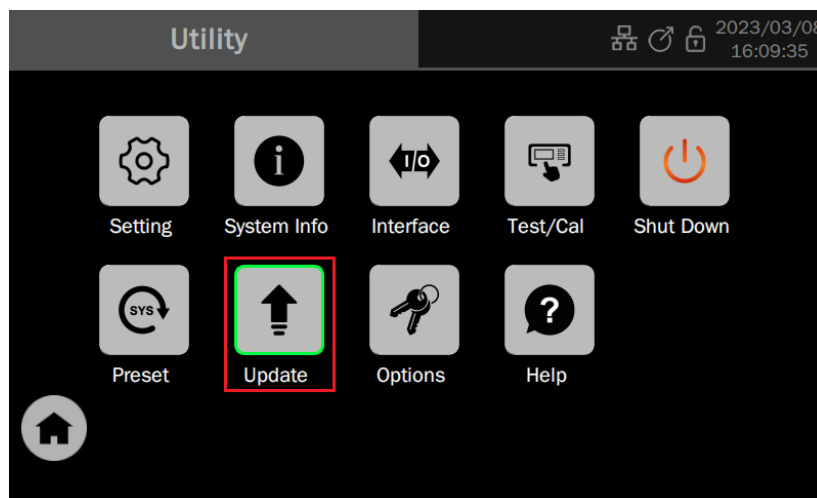 Utility
2023/03/08
16:09:35
I/O
Setting
System Info
Interface
Test/Cal
Shut Down
SYS
?
Preset
Update
Options
Help